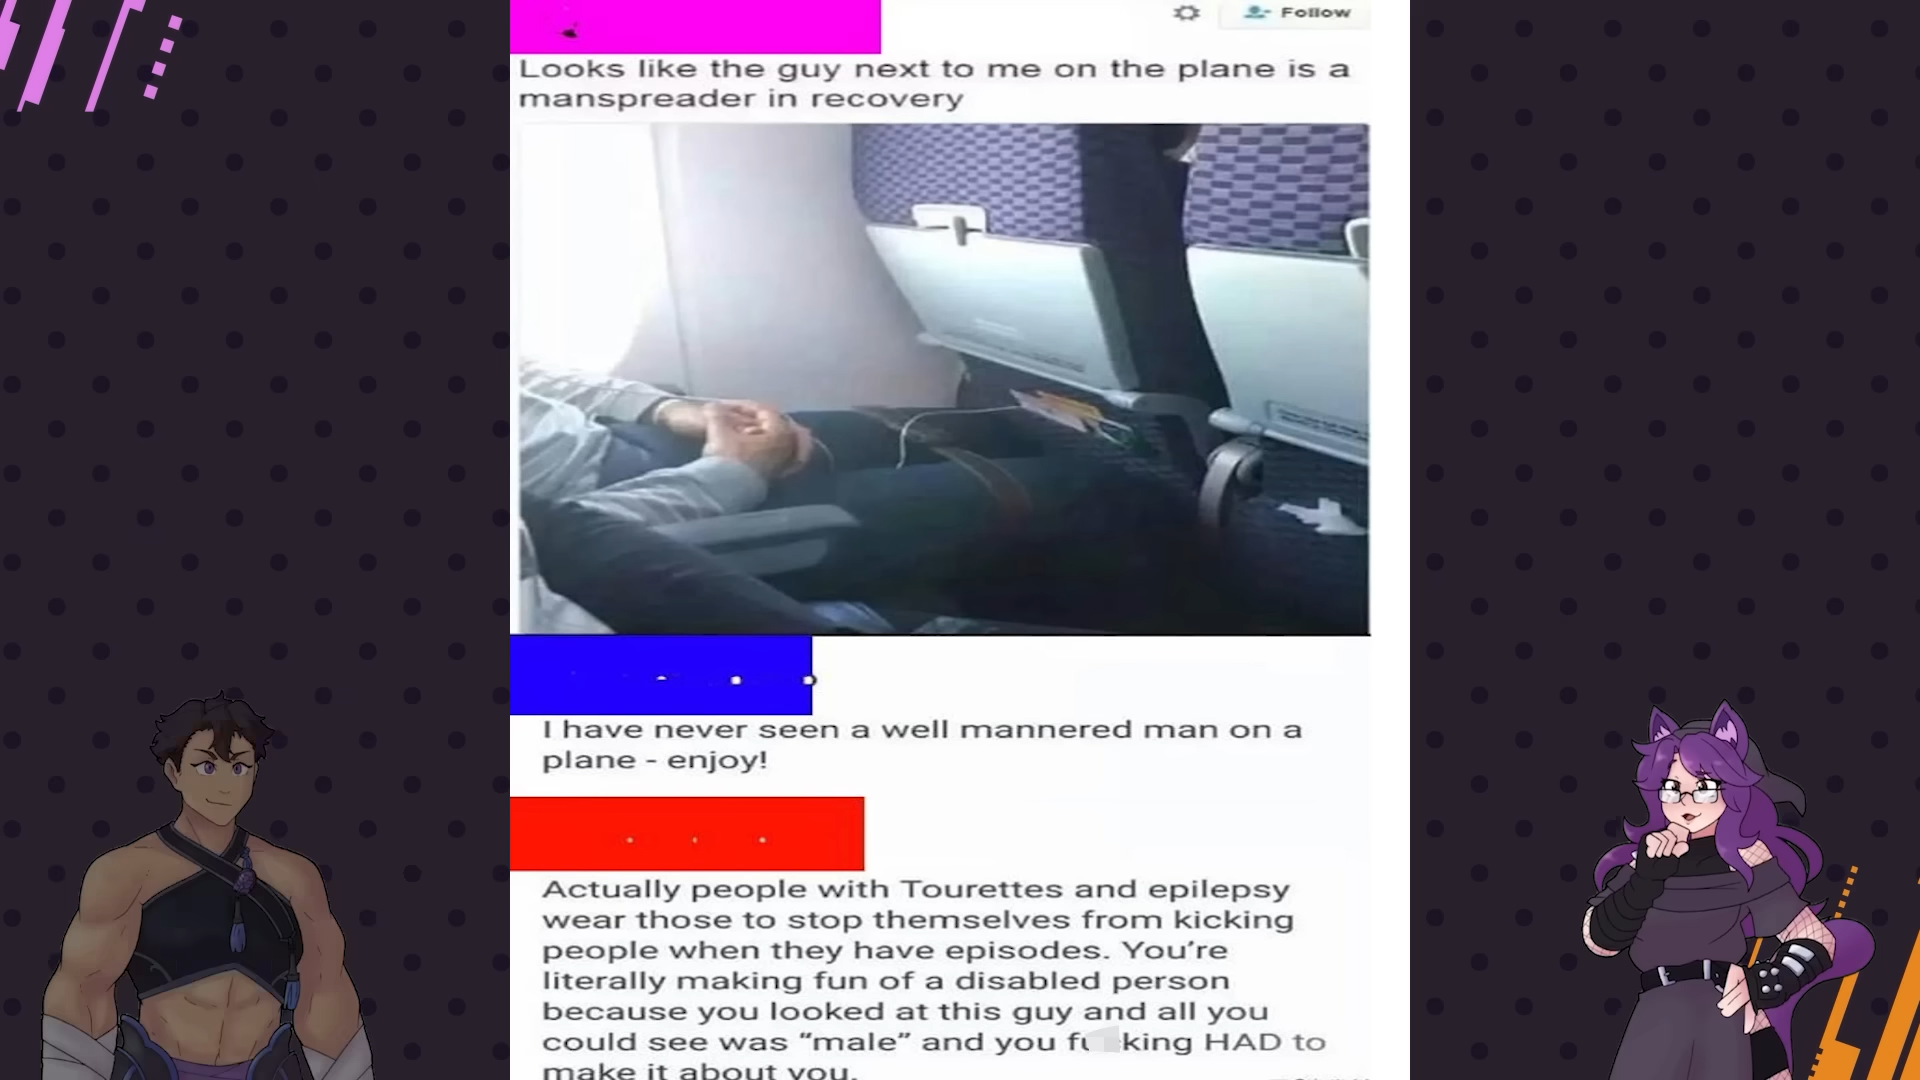 Follow
Looks like the guy next to me on the plane is a
manspreader in recovery
I have never seen a well mannered man on a
plane - enjoy!
Actually people with Tourettes and epilepsy
wear those to stop themselves from kicking
people when they have episodes. You're
literally making fun of a disabled person
because you looked at this guy and all you
could see was "male" and you fu king HAD to
make it about you.